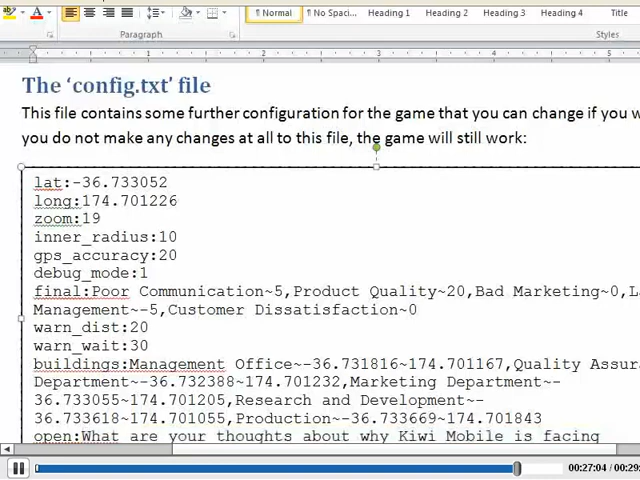 ¶ Normal
¶ No Spaci...
Heading 1
Heading 2
Heading 3
Heading 4
Title
Paragraph
Styles
1 2 3 4 5
The ‘config.txt’ file
This file contains some further configuration for the game that you can change if you
you do not make any changes at all to this file, the game will still work:
lat:-36.733052
long:174.701226
zoom:19
inner_radius:10
gps_accuracy:20
debug_mode:1
final:Poor Communication~5,Product Quality~20,Bad Marketing~0,
Management~-5,Customer Dissatisfaction~0
warn_dist:20
warn_wait:30
buildings:Management Office~-36.731816~174.701167,Quality
Department~-36.732388~174.701232,Marketing Department~-
36.733055~174.701205,Research and Development~-
36.733618~174.701055,Production~-36.733669~174.701843
open:What are your thoughts about why Kiwi Mobile is facing
00:27:04 /